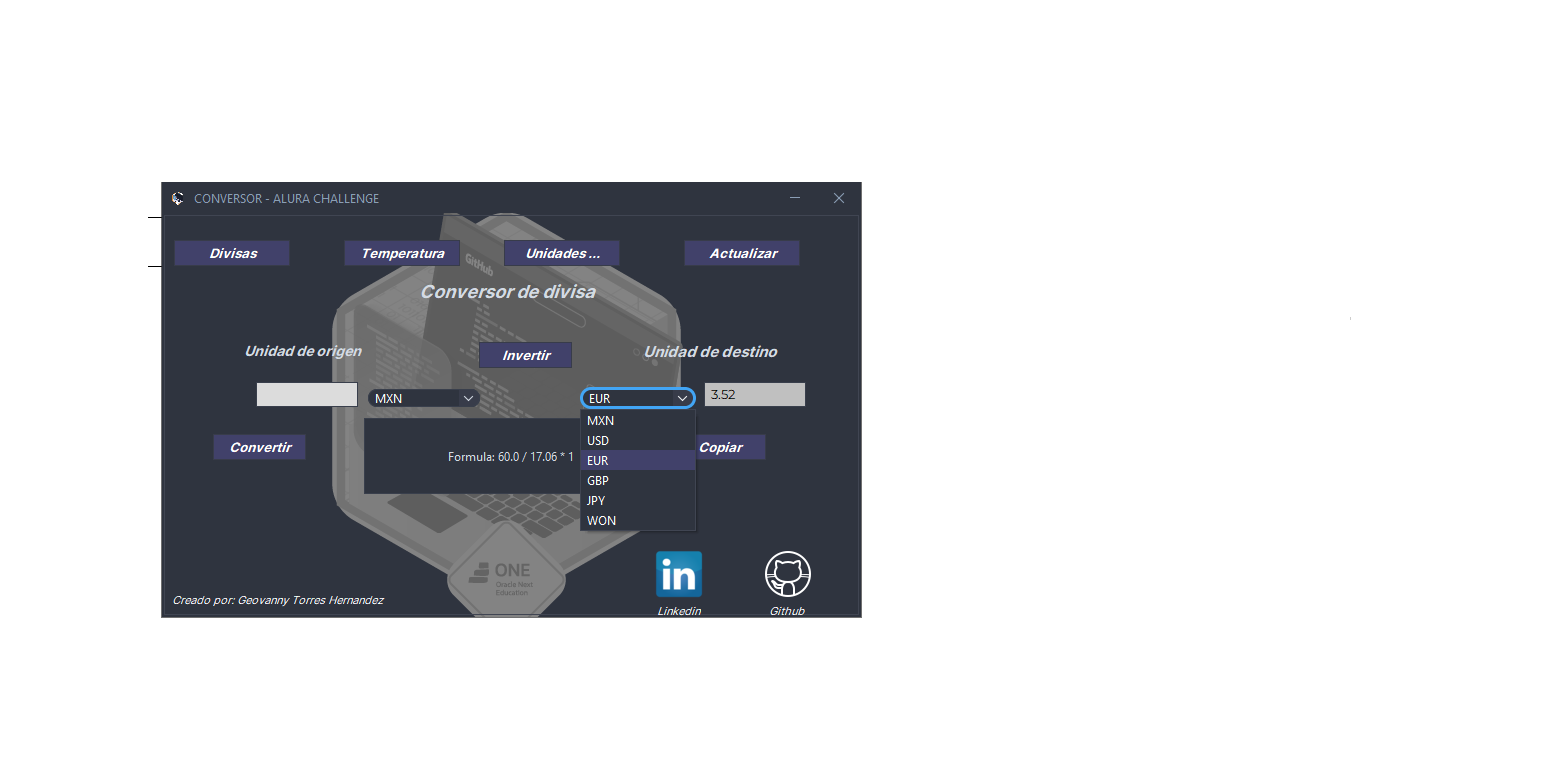 CONVERSOR - ALURA CHALLENGE
Divisas
Temperatura
Unidades ...
Actualizar
GitHub
Conversor de divisa
Unidad de origen
Invertir
Unidad de destino
MXN
EUR
3.52
MXN
USD
EUR
GBP
JPY
WON
Convertir
Formula: 60.0 / 17.06 * 1
Copiar
ONE
Oracle Next
Education
in
Creado por: Geovanny Torres Hernandez
Linkedin
Github